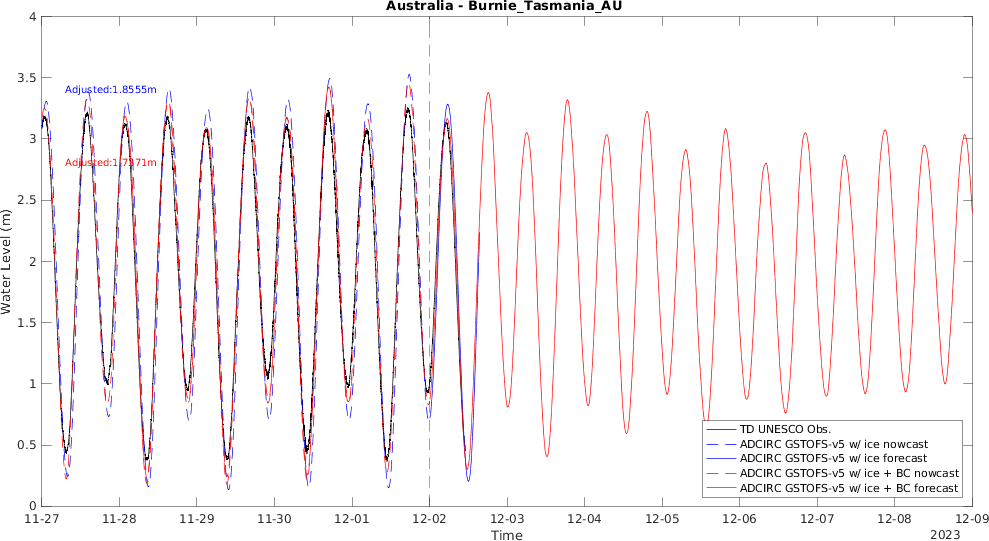 Australia - Burnie_Tasmania_AU
4
3.5
3
2.5
2
1.5
1
0.5
0
Water Level (m)
Adjusted:1.8555m
Adjusted:1.7371m
TD UNESCO Obs.
ADCIRC GSTOFS-v5 w/ ice nowcast
ADCIRC GSTOFS-v5 w/ ice forecast
ADCIRC GSTOFS-v5 w/ ice + BC nowcast
ADCIRC GSTOFS-v5 w/ ice + BC forecast
11-27 11-28 11-29 11-30 12-01 12-02 12-03 12-04 12-05 12-06 12-07 12-08 12-09
Time
2023